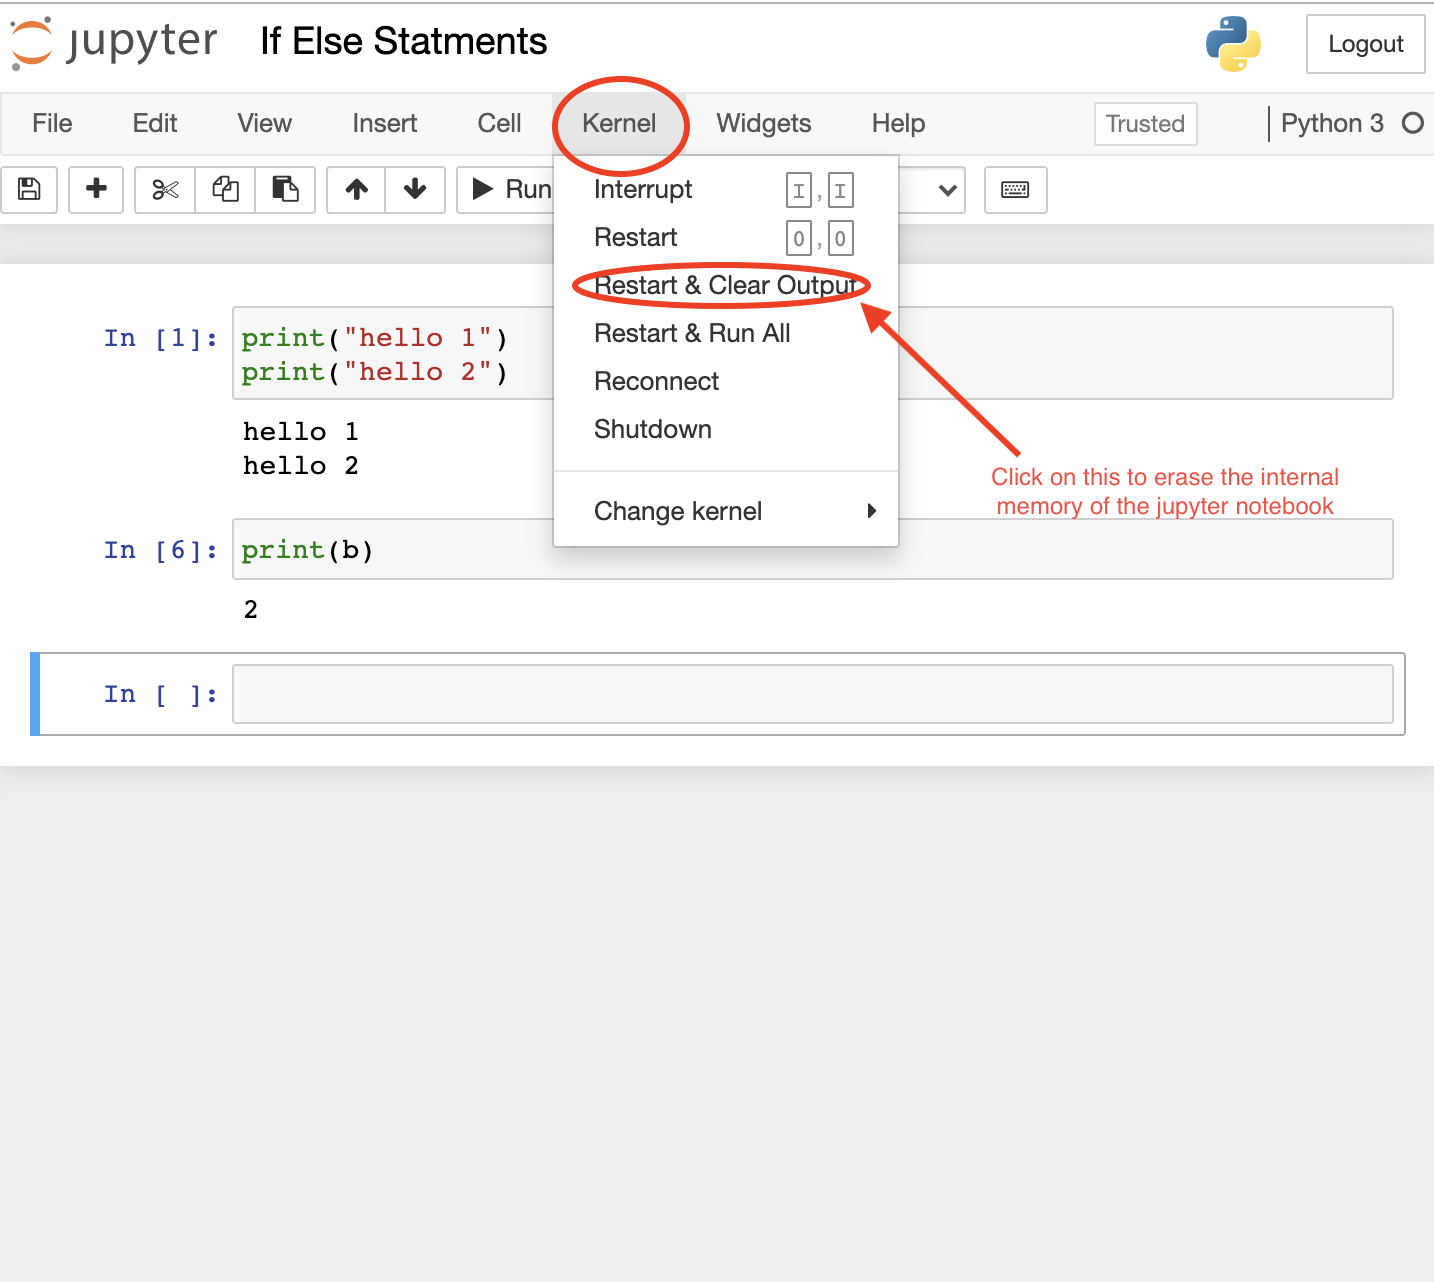 jupyter If Else Statments Logout
File Edit View Insert Cell Kernel Widgets Help Trusted Python 3
Run
Interrupt I , I
Restart 0 , 0
Restart & Clear Output
Restart & Run All
Reconnect
Shutdown
Change kernel
In [1]: print("hello 1")
print("hello 2")
hello 1
hello 2
Click on this to erase the internal
memory of the jupyter notebook
In [6]: print(b)
2
In [ ]: